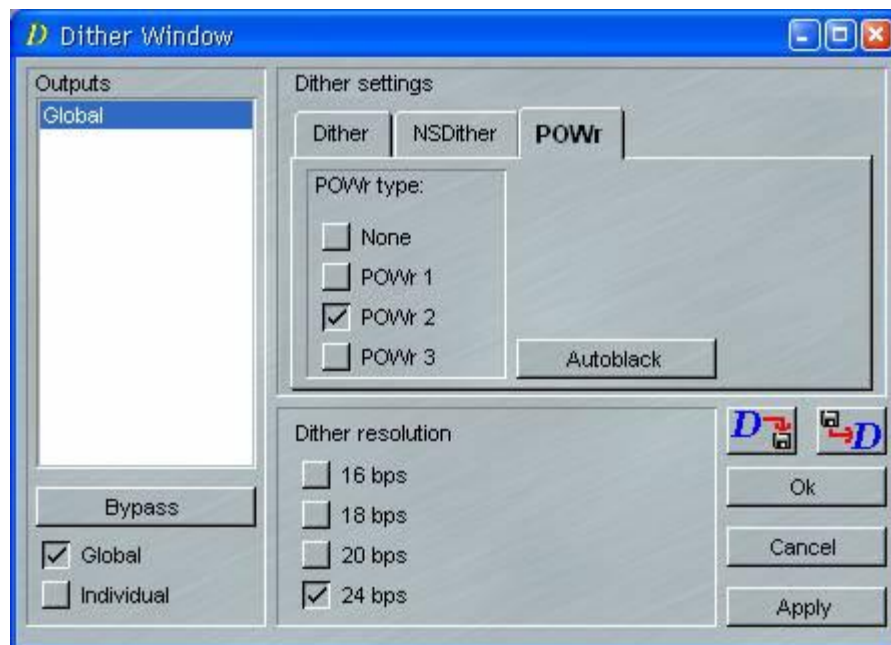 D Dither Window
Outputs
Global
Bypass
Global
Individual
Dither settings
Dither
NSDither
POWr
POWr type:
None
POWr 1
POWr 2
POWr 3
Autoblack
Dither resolution
16 bps
18 bps
20 bps
24 bps
D
D
Ok
Cancel
Apply